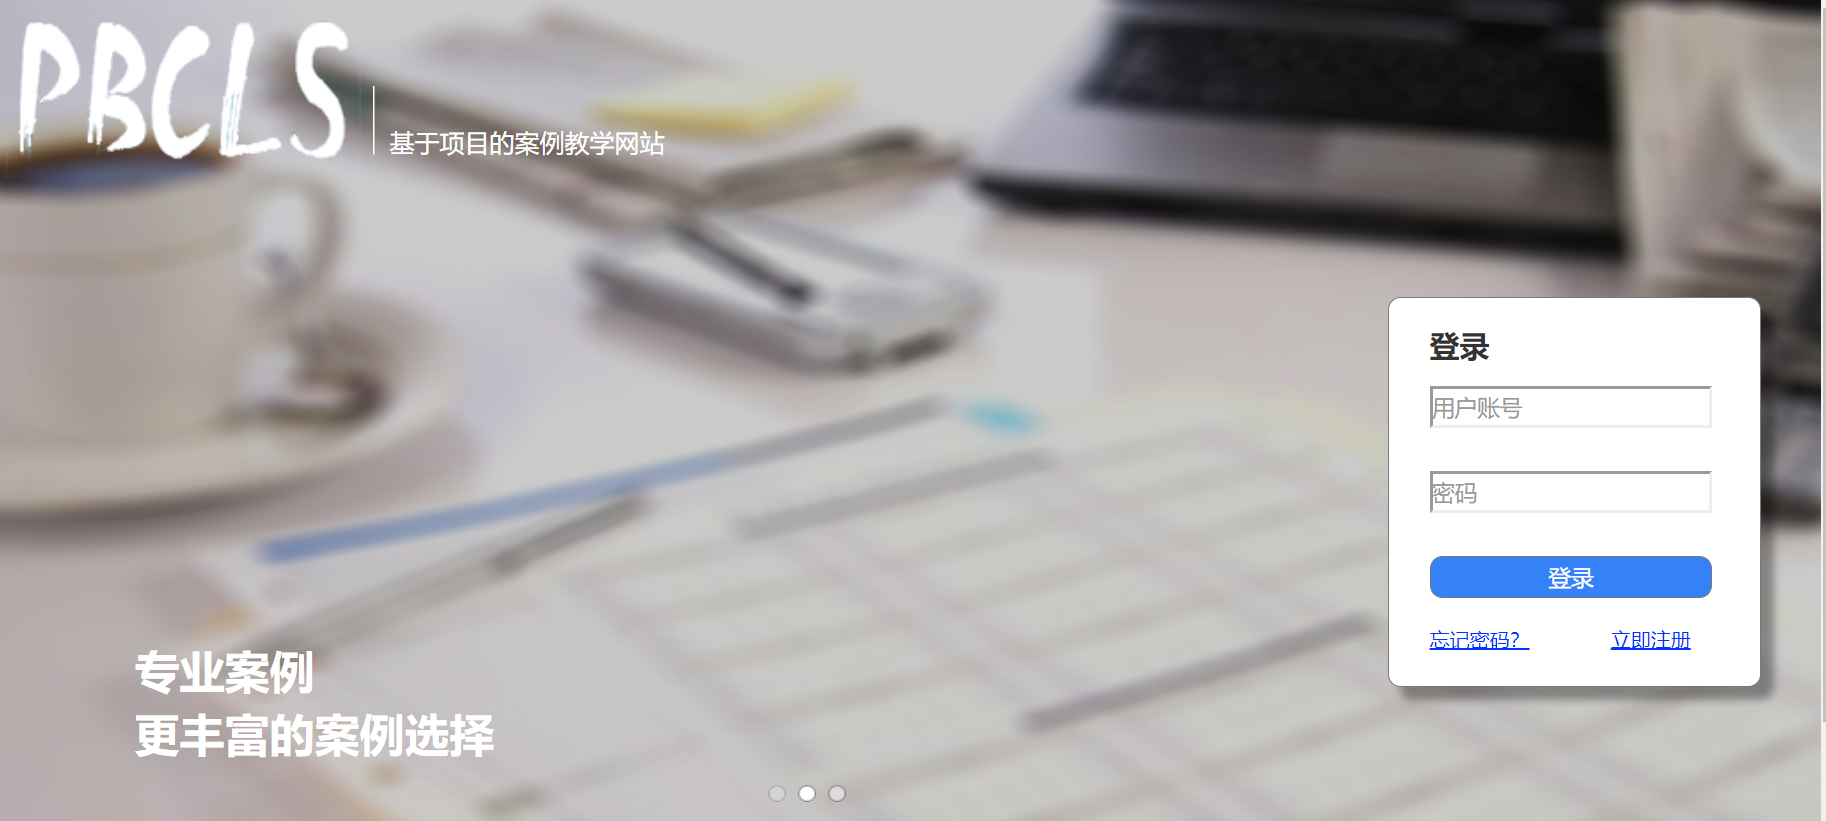 PBCLS
基于项目的案例教学网站
登录
用户账号
密码
登录
忘记密码？
立即注册
专业案例
更丰富的案例选择